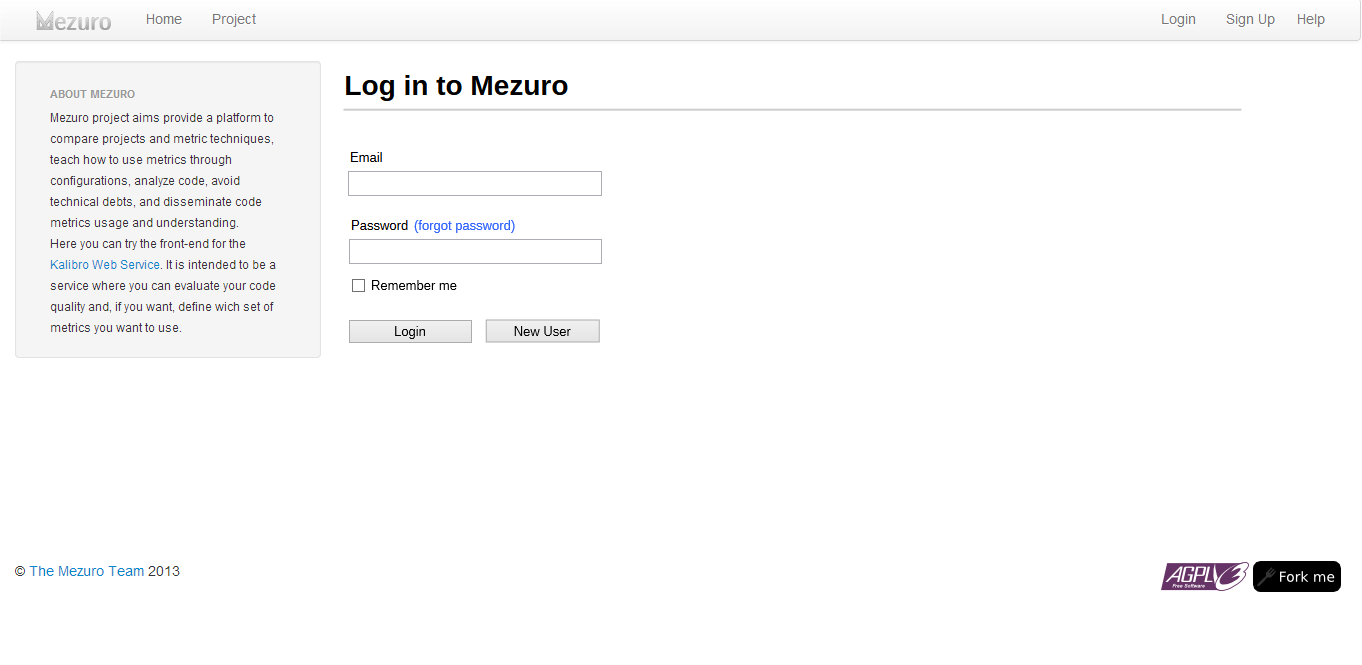 Mezuro Home Project Login Sign Up Help
ABOUT MEZURO
Mezuro project aims provide a platform to
compare projects and metric techniques,
teach how to use metrics through
configurations, analyze code, avoid
technical debts, and disseminate code
metrics usage and understanding.
Here you can try the front-end for the
Kalibro Web Service. It is intended to be a
service where you can evaluate your code
quality and, if you want, define wich set of
metrics you want to use.
Log in to Mezuro
Email
Password (forgot password)
Remember me
Login New User
© The Mezuro Team 2013
AGPLv3
Free Software
Fork me